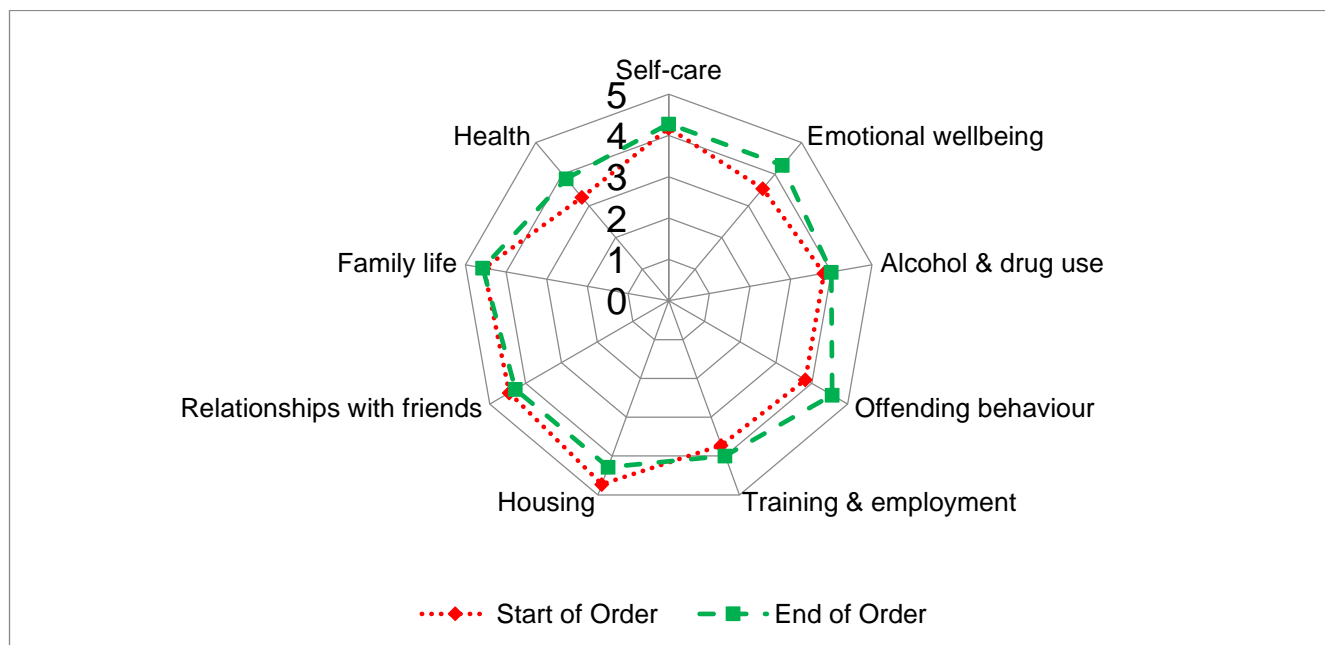 Self-care
5
Health
4
Emotional wellbeing
3
2
Family life
1
Alcohol & drug use
0
Relationships with friends
Offending behaviour
Housing
Training & employment
Start of Order
End of Order